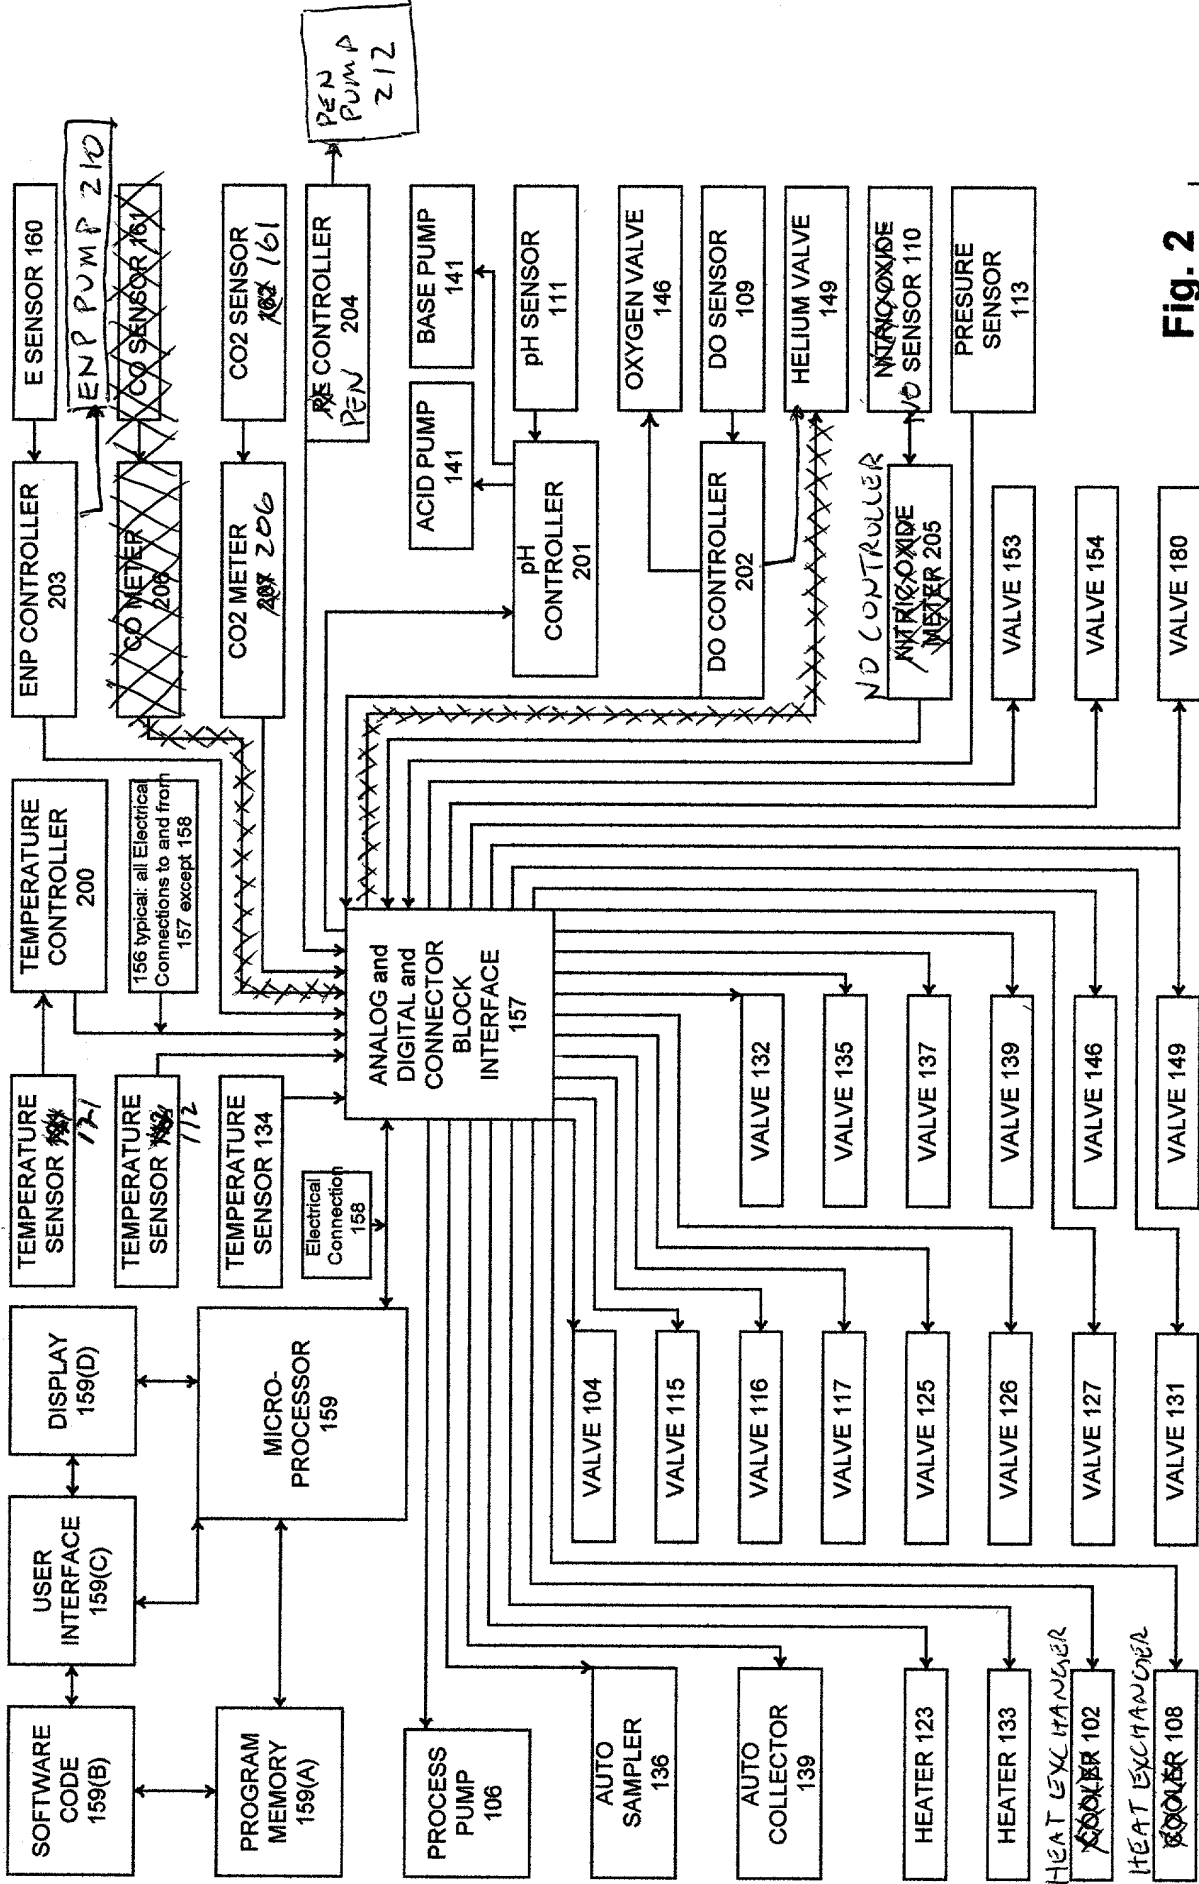 SOFTWARE
CODE
159(B)
USER
INTERFACE
159(C)
DISPLAY
159(D)
TEMPERATURE
SENSOR
121
TEMPERATURE
CONTROLLER
200
ENP CONTROLLER
203
E SENSOR 160
ENP PUMP 210
PROGRAM
MEMORY
159(A)
MICRO-
PROCESSOR
159
TEMPERATURE
SENSOR
112
156 typical: all Electrical
Connections to and from
157 except 158
CO METER
206
CO SENSOR 161
TEMPERATURE
SENSOR 134
CO2 METER
206
CO2 SENSOR
161
Electrical
Connection
158
CONTROLLER
204
PEN
PEN
PUMP
212
PROCESS
PUMP
106
ANALOG and
DIGITAL and
CONNECTOR
BLOCK
INTERFACE
157
ACID PUMP
141
BASE PUMP
141
pH
CONTROLLER
201
pH SENSOR
111
AUTO
SAMPLER
136
OXYGEN VALVE
146
DO CONTROLLER
202
DO SENSOR
109
AUTO
COLLECTOR
139
HELIUM VALVE
149
NO CONTROLLER
NITRIC OXIDE
METER 205
NITRIC OXIDE
NO SENSOR 110
PRESURE
SENSOR
113
VALVE 104
VALVE 115
VALVE 116
VALVE 117
VALVE 125
VALVE 126
VALVE 127
VALVE 131
VALVE 132
VALVE 135
VALVE 137
VALVE 139
VALVE 146
VALVE 149
VALVE 153
VALVE 154
VALVE 180
HEATER 123
HEATER 133
HEAT EXCHANGER
COOLER 102
HEAT EXCHANGER
COOLER 108
Fig. 2